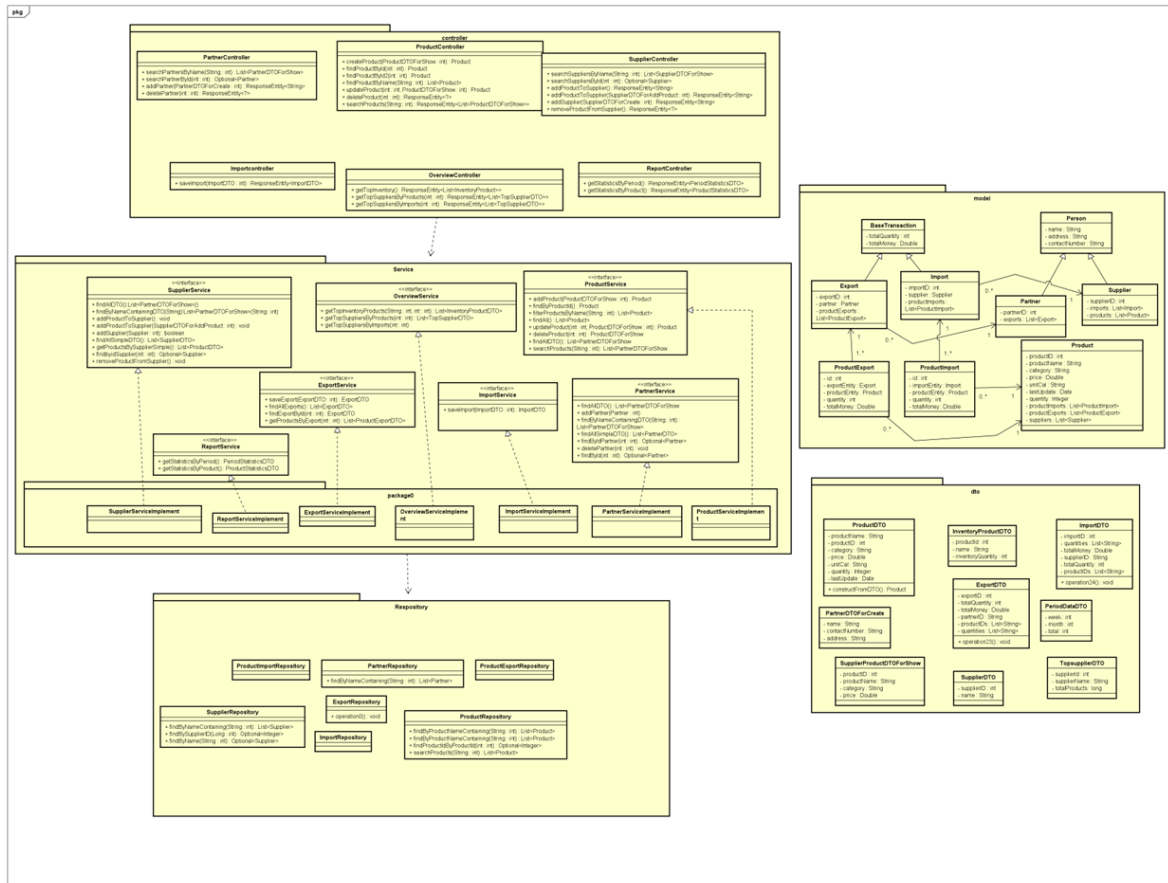 pkg
controller
PartnerController
+ searchPartnersByName(String : int) : List<PartnerDTOForShow>
+ searchPartnerById(int : int) : Optional<Partner>
+ addPartner(PartnerDTOForCreate : int) : ResponseEntity<String>
+ deletePartner(int : int) : ResponseEntity<?>
ProductController
+ createProduct(ProductDTOForShow : int) : Product
+ findProductById(int : int) : Product
+ findProductById2(int : int) : Product
+ findProductByName(String : int) : List<Product>
+ updateProduct(int : int, ProductDTOForShow : int) : Product
+ deleteProduct(int : int) : ResponseEntity<?>
+ searchProducts(String : int) : ResponseEntity<List<ProductDTOForShow>>
SupplierController
+ searchSuppliersByName(String : int) : List<SupplierDTOForShow>
+ searchSuppliersById(int : int) : Optional<Supplier>
+ addProductToSupplier() : ResponseEntity<String>
+ addProductToSupplier(SupplierDTOForAddProduct : int) : ResponseEntity<String>
+ addSupplier(SupplierDTOForCreate : int) : ResponseEntity<String>
+ removeProductFromSupplier() : ResponseEntity<?>
Importcontroller
+ saveImport(ImportDTO : int) : ResponseEntity<ImportDTO>
OverviewController
+ getTopInventory() : ResponseEntity<List<InventoryProduct>>
+ getTopSuppliersByProducts(int : int) : ResponseEntity<List<TopSupplierDTO>>
+ getTopSuppliersByImports(int : int) : ResponseEntity<List<TopSupplierDTO>>
ReportController
+ getStatisticsByPeriod() : ResponseEntity<PeriodStatisticsDTO>
+ getStatisticsByProduct() : ResponseEntity<ProductStatisticsDTO>
Service
<<interface>>
SupplierService
+ findAllDTO() : List<PartnerDTOForShow>()
+ findByNameContainingDTO(String) : List<PartnerDTOForShow>(String : int)
+ addProductToSupplier() : void
+ addProductToSupplier(SupplierDTOForAddProduct : int) : void
+ addSupplier(Supplier : int) : boolean
+ findAllSimpleDTO() : List<SupplierDTO>
+ getProductsBySupplierSimple() : List<ProductDTO>
+ findByIdSupplier(int : int) : Optional<Supplier>
+ removeProductFromSupplier() : void
<<interface>>
OverviewService
+ getTopInventoryProducts(String : int, int : int) : List<InventoryProductDTO>
+ getTopSuppliersByProducts(int : int) : List<TopSupplierDTO>
+ getTopSuppliersByImports(int : int)
<<interface>>
ProductService
+ addProduct(ProductDTOForShow : int) : Product
+ findByProductId() : Product
+ filterProductsByName(String : int) : List<Product>
+ findAll() : List<Product>
+ updateProduct(int : int, ProductDTOForShow : int) : Product
+ deleteProduct(int : int) : ProductDTOForShow
+ findAllDTO() : List<PartnerDTOForShow
+ searchProducts(String : int) : List<PartnerDTOForShow
<<interface>>
ExportService
+ saveExport(ExportDTO : int) : ExportDTO
+ findAllExports() : List<ExportDTO>
+ findExportById(int : int) : ExportDTO
+ getProductsByExport(int : int) : List<ProductExportDTO>
<<interface>>
ImportService
+ saveImport(ImportDTO : int) : ImportDTO
<<interface>>
PartnerService
+ findAllDTO() : List<PartnerDTOForShow
+ addPartner(Partner : int)
+ findByNameContainingDTO(String : int) :
List<PartnerDTOForShow>
+ findAllSimpleDTO() : List<PartnerDTO>
+ findByIdPartner(int : int) : Optional<Partner>
+ deletePartner(int : int) : void
+ findById(int : int) : Optional<Partner>
<<interface>>
ReportService
+ getStatisticsByPeriod() : PeriodStatisticsDTO
+ getStatisticsByProduct() : ProductStatisticsDTO
package0
SupplierServiceImplement
ReportServiceImplement
ExportServiceImplement
OverviewServiceImpleme
nt
ImportServiceImplement
PartnerServiceImplement
ProductServiceImplemen
t
Respository
ProductImportRepository
PartnerRepository
+ findByNameContaining(String : int) : List<Partner>
ProductExportRepository
SupplierRepository
+ findByNameContaining(String : int) : List<Supplier>
+ findBySupplierID(Long : int) : Optional<Integer>
+ findByName(String : int) : Optional<Supplier>
ExportRepository
+ operation0() : void
ImportRepository
ProductRepository
+ findByProductNameContaining(String : int) : List<Product>
+ findByProductNameContaining(String : int) : List<Product>
+ findProductIdByProductId(int : int) : Optional<Integer>
+ searchProducts(String : int) : List<Product>
model
BaseTransaction
- totalQuantity : int
- totalMoney : Double
Person
- name : String
- address : String
- contactNumber : String
Export
- exportID : int
- partner : Partner
- productExports :
List<ProductExport>
Import
- importID : int
- supplier : Supplier
- productImports :
List<ProductImport>
Partner
- partnerID : int
- exports : List<Export>
Supplier
- supplierID : int
- imports : List<Import>
- products : List<Product>
0..*
1
0..*
1
1
1..*
1
1..*
ProductExport
- id : int
- exportEntity : Export
- productEntity : Product
- quantity : int
- totalMoney : Double
ProductImport
- id : int
- importEntity : Import
- productEntity : Product
- quantity : int
- totalMoney : Double
Product
- productID : int
- productName : String
- category : String
- price : Double
- unitCal : String
- lastUpdate : Date
- quantity : Integer
- productImports : List<ProductImport>
- productExports : List<ProductExport>
- suppliers : List<Supplier>
0..*
1
0..*
1
dto
ProductDTO
- productName : String
- productID : int
- category : String
- price : Double
- unitCal : String
- quantity : Integer
- lastUpdate : Date
+ constructFromDTO() : Product
InventoryProductDTO
- productId : int
- name : String
- inventoryQuantity : int
ImportDTO
- importID : int
- quantities : List<String>
- totalMoney : Double
- supplierID : String
- totalQuantity : int
- productIDs : List<String>
+ operation24() : void
ExportDTO
- exportID : int
- totalQuantity : int
- totalMoney : Double
- partnerID : String
- productIDs : List<String>
- quantities : List<String>
+ operation23() : void
PartnerDTOForCreate
- name : String
- contactNumber : String
- address : String
PeriodDataDTO
- week : int
- month : int
- total : int
SupplierProductDTOForShow
- productID : int
- productName : String
- category : String
- price : Double
SupplierDTO
- supplierID : int
- name : String
TopsupplierDTO
- supplierId : int
- supplierName : String
- totalProducts : long